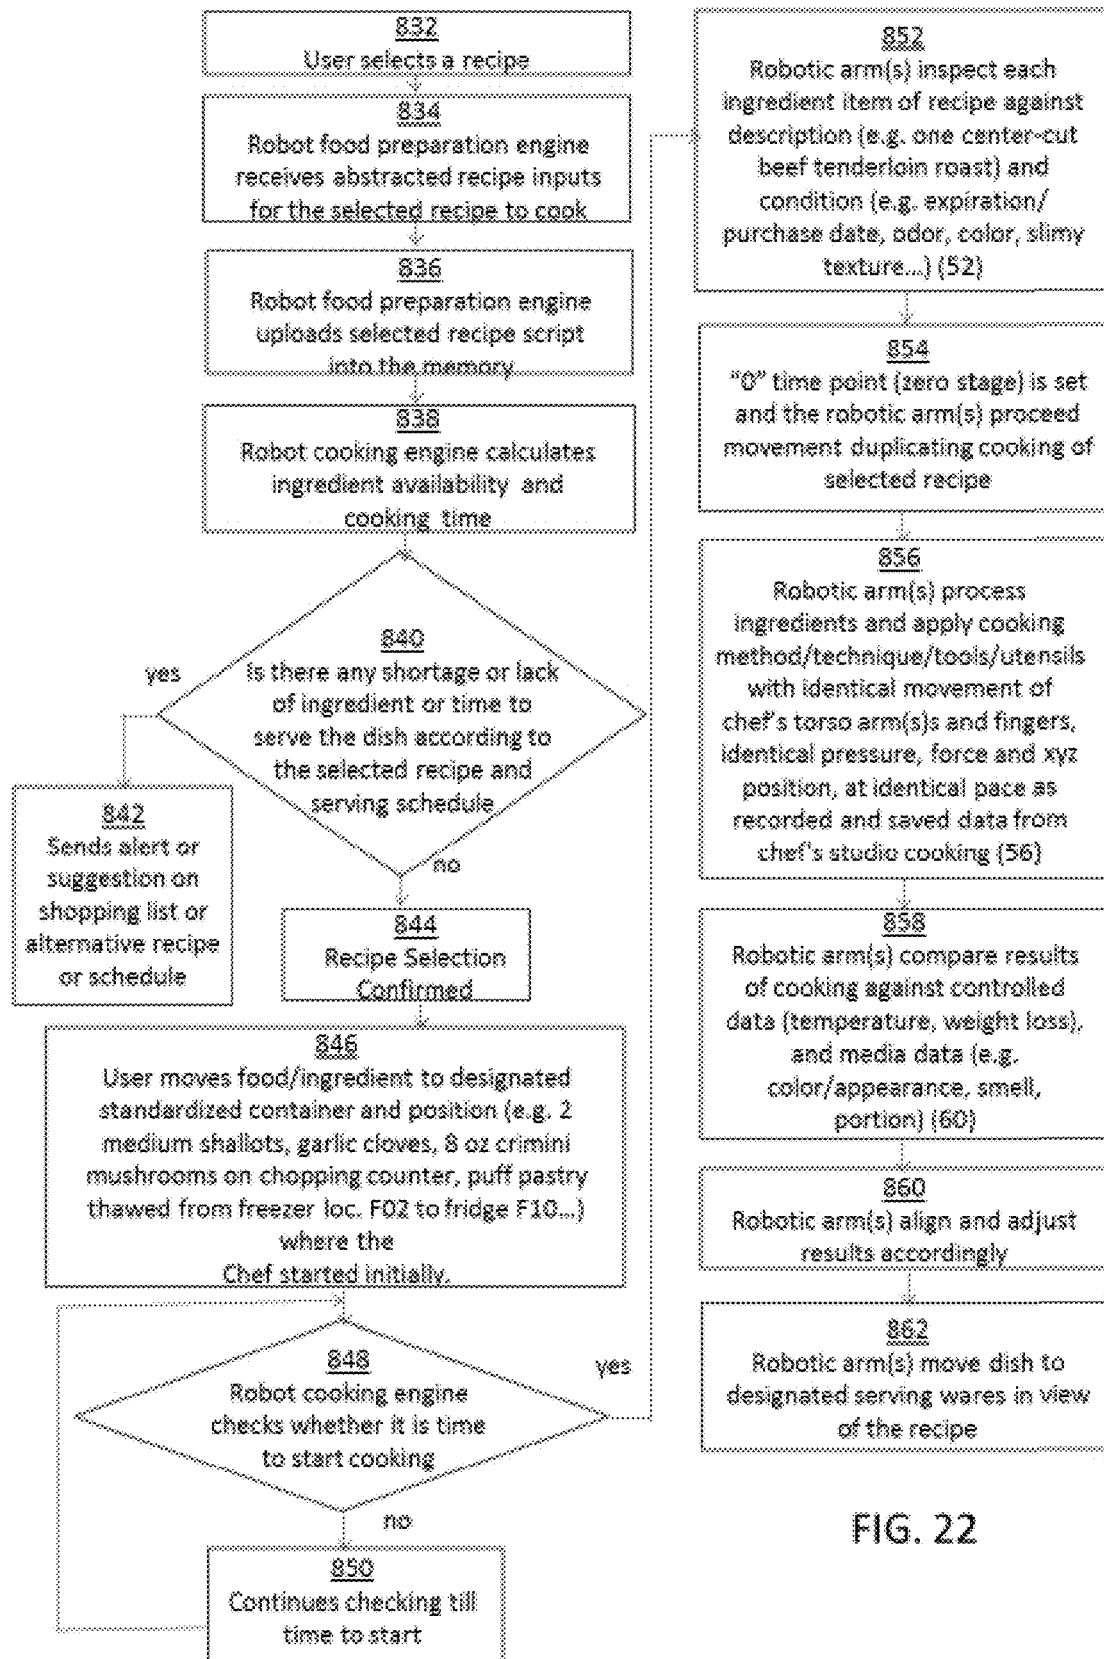 832
User selects a recipe
834
Robot food preparation engine
receives abstracted recipe inputs
for the selected recipe to cook
836
Robot food preparation engine
uploads selected recipe script
into the memory
838
Robot cooking engine calculates
ingredient availability and
cooking time
840
Is there any shortage or lack
of ingredient or time to
serve the dish according to
the selected recipe and
serving schedule
yes
no
842
Sends alert or
suggestion on
shopping list or
alternative recipe
or schedule
844
Recipe Selection
Confirmed
846
User moves food/ingredient to designated
standardized container and position (e.g. 2
medium shallots, garlic cloves, 8 oz crimini
mushrooms on chopping counter, puff pastry
thawed from freezer loc. F02 to fridge F10...)
where the
Chef started initially.
848
Robot cooking engine
checks whether it is time
to start cooking
yes
no
850
Continues checking till
time to start
852
Robotic arm(s) inspect each
ingredient item of recipe against
description (e.g. one center-cut
beef tenderloin roast) and
condition (e.g. expiration/
purchase date, odor, color, slimy
texture...) (52)
854
"0" time point (zero stage) is set
and the robotic arm(s) proceed
movement duplicating cooking of
selected recipe
856
Robotic arm(s) process
ingredients and apply cooking
method/technique/tools/utensils
with identical movement of
chef's torso arm(s)s and fingers,
identical pressure, force and xyz
position, at identical pace as
recorded and saved data from
chef's studio cooking (56)
858
Robotic arm(s) compare results
of cooking against controlled
data (temperature, weight loss),
and media data (e.g.
color/appearance, smell,
portion) (60)
860
Robotic arm(s) align and adjust
results accordingly
862
Robotic arm(s) move dish to
designated serving wares in view
of the recipe
FIG. 22